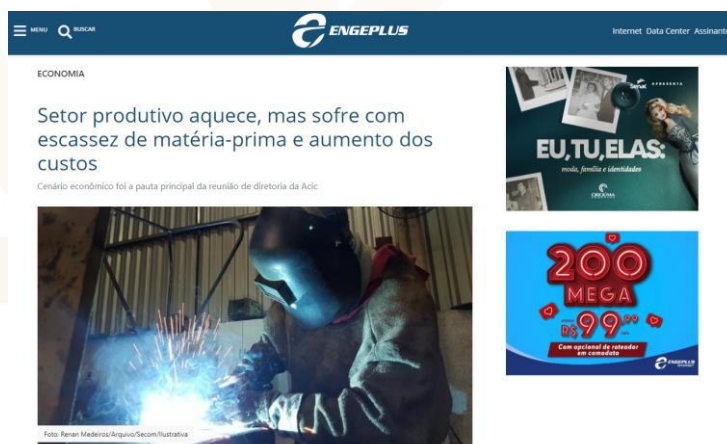 MENU
BUSCAR
ENGEPLUS
Internet Data Center Assinante
ECONOMIA
Setor produtivo aquece, mas sofre com
escassez de matéria-prima e aumento dos
custos
Cenário econômico foi a pauta principal da reunião de diretoria da Acic
Foto: Renan Medeiros/Arquivo/Secom/Ilustrativa
Senac APRESENTA
EU, TU, ELAS:
moda, família e identidades
CRICIÚMA
200
MEGA
R$ 99,99
Com opcional de roteador
em comodato
ENGEPLUS